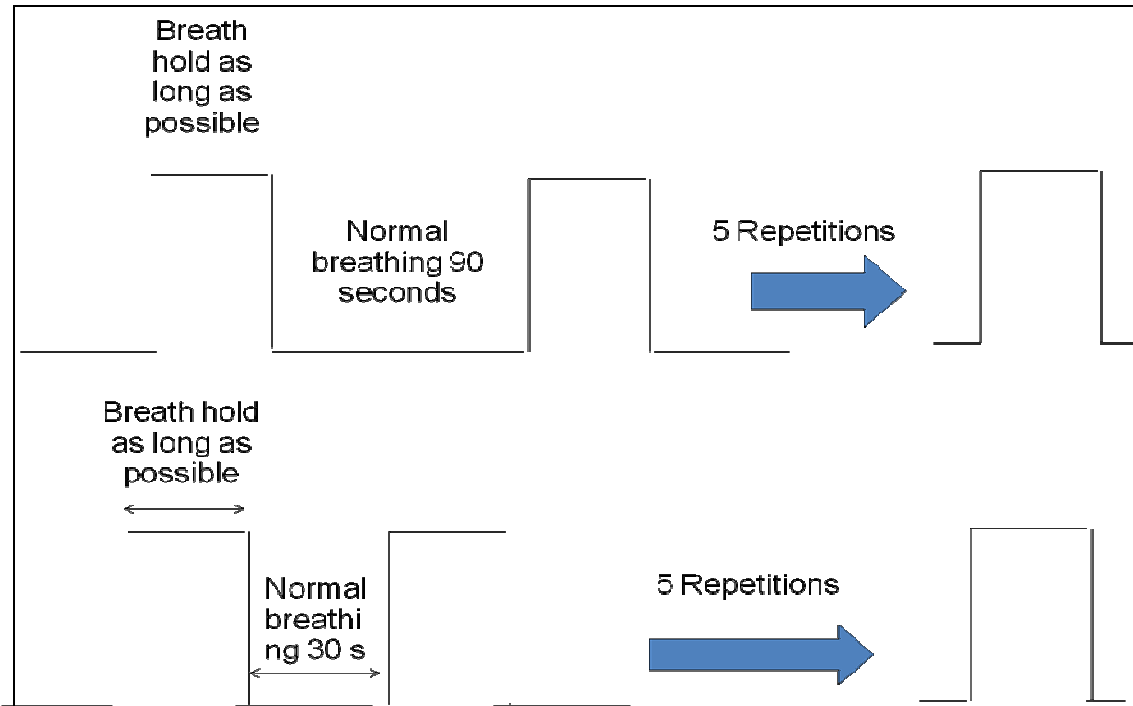 Breath
hold as
long as
possible
Normal
breathing 90
seconds
5 Repetitions
Breath hold
as long as
possible
Normal
breathi
ng 30 s
5 Repetitions